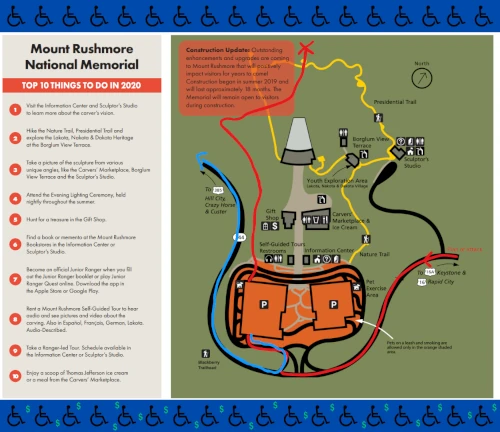 Mount Rushmore
National Memorial
TOP 10 THINGS TO DO IN 2020
1
Visit the Information Center and Sculptor's Studio
to learn more about the carver's vision.
2
Hike the Nature Trail, Presidential Trail and
explore the Lakota, Nakota & Dakota Heritage
at the Borglum View Terrace.
3
Take a picture of the sculpture from various
unique angles, like the Carvers' Marketplace, Borglum
View Terrace and the Sculptor's Studio.
4
Attend the Evening Lighting Ceremony, held
nightly throughout the summer.
5
Hunt for a treasure in the Gift Shop.
6
Find a book or memento at the Mount Rushmore
Bookstores in the Information Center or
Sculptor's Studio.
7
Become an official Junior Ranger when you fill
out the Junior Ranger booklet or play Junior
Ranger Quest online. Download the app in
the Apple Store or Google Play.
8
Rent a Mount Rushmore Self-Guided Tour to hear
audio and see pictures and video about the
carving. Also in Español, Français, German, Lakota,
Audio-Described.
9
Take a Ranger-led Tour. Schedule available in
the Information Center or Sculptor's Studio.
10
Enjoy a scoop of Thomas Jefferson ice cream
or a meal from the Carvers' Marketplace.
Construction Update: Outstanding
enhancements and upgrades are coming
to Mount Rushmore that will positively
impact visitors for years to come!
Construction began in summer 2019 and
will last approximately 18 months. The
Memorial will remain open to visitors
during construction.
North
Presidential Trail
Borglum View
Terrace
Sculptor's
Studio
Youth Exploration Area
Lakota, Nakota & Dakota Village
To 385
Hill City,
Crazy Horse
& Custer
Gift
Shop
Carvers
Marketplace &
Ice Cream
244
Self-Guided Tours
Restrooms
Information Center
Nature Trail
To 16A Keystone &
16 Rapid City
Pet
Exercise
Area
P
P
Pets on a leash and smoking are
allowed only in the orange shaded
area
Blackberry
Trailhead
$ $ $ $ $ $ $ $ $